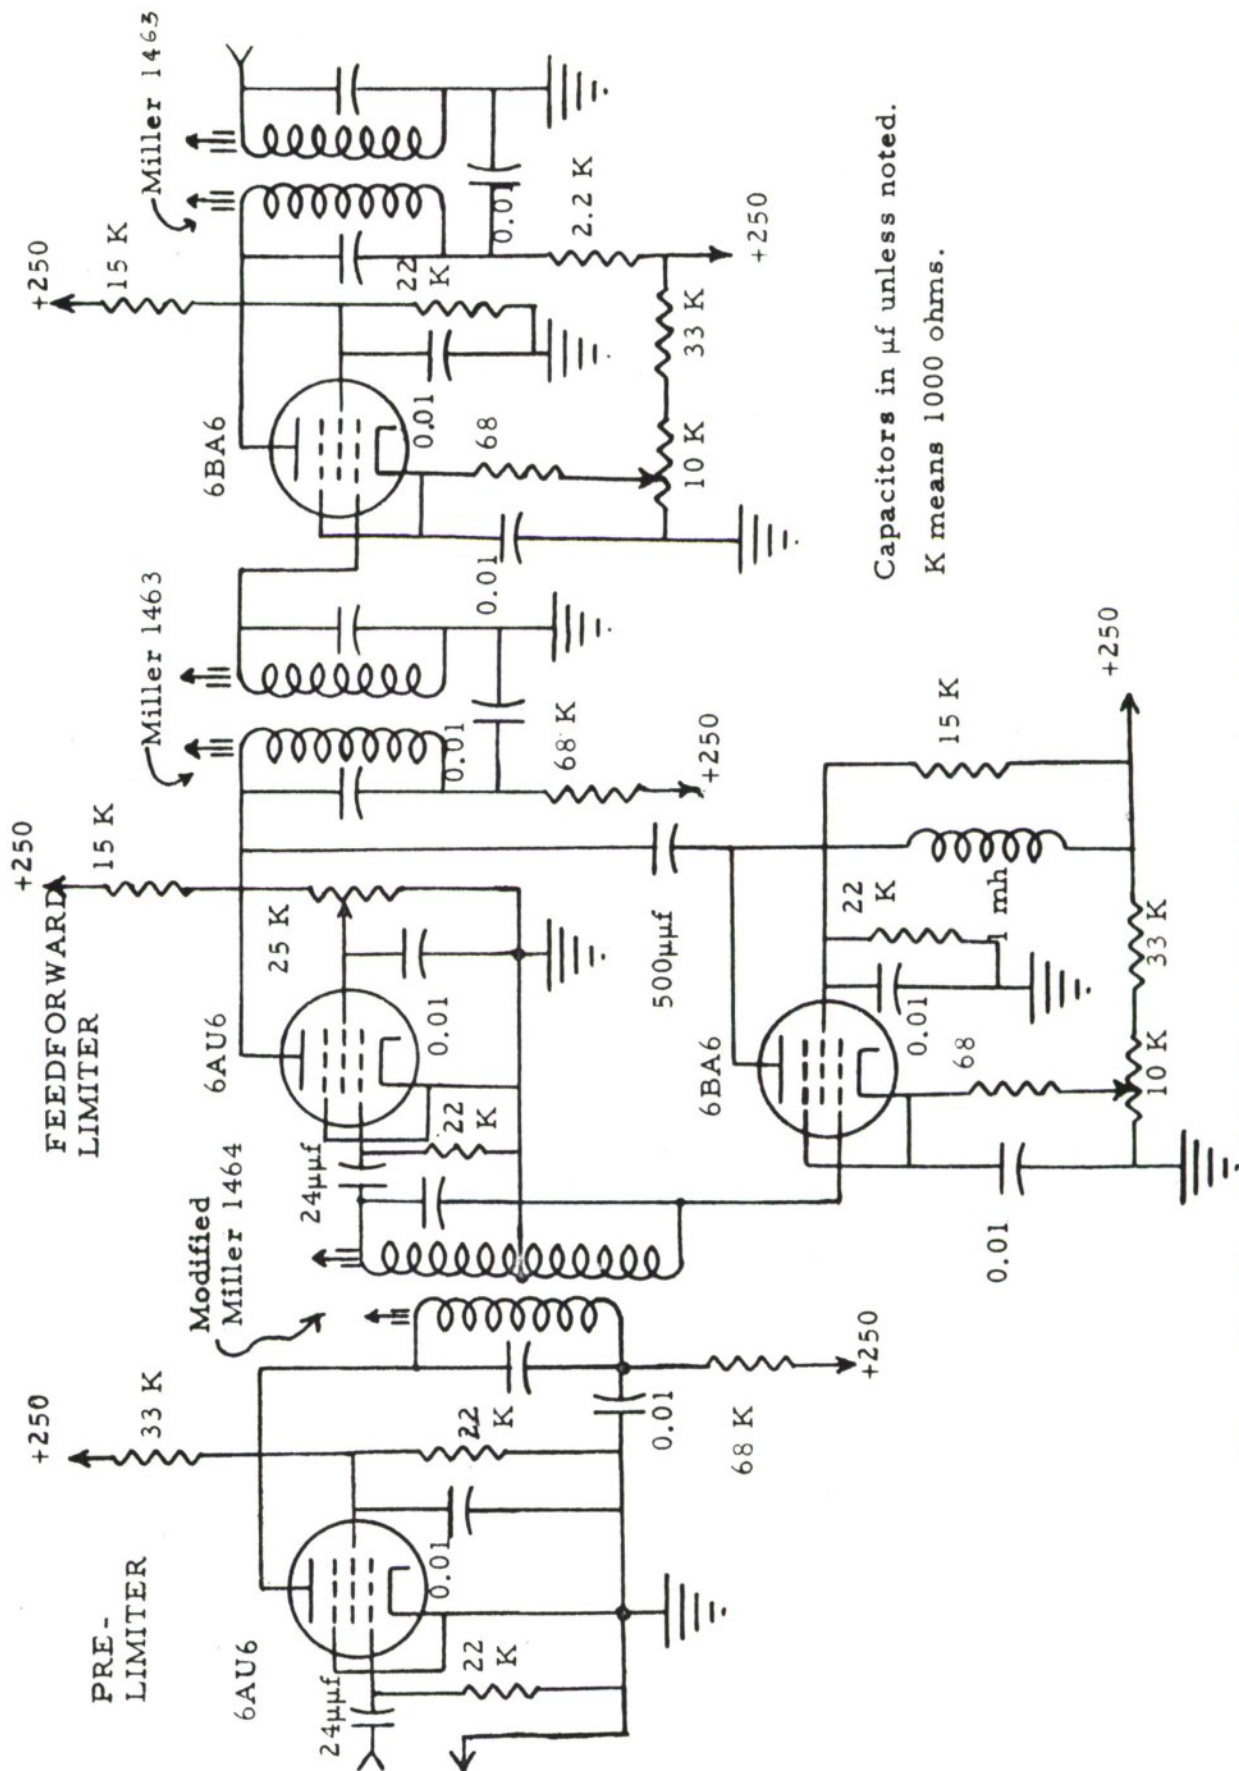 PRE-
LIMITER
6AU6
24μμf
22
K
0.01
+250
33 K
22
K
0.01
68 K
+250
Modified
Miller 1464
FEEDFORWARD
LIMITER
6AU6
24μμf
22
K
0.01
25 K
+250
15 K
Miller 1463
0.01
68 K
+250
500μμf
6BA6
0.01
68
0.01
22
K
1 mh
15 K
10 K
33 K
+250
6BA6
0.01
68
0.01
22
K
+250
15 K
Miller 1463
0.01
2.2 K
10 K
33 K
+250
Capacitors in μf unless noted.
K means 1000 ohms.